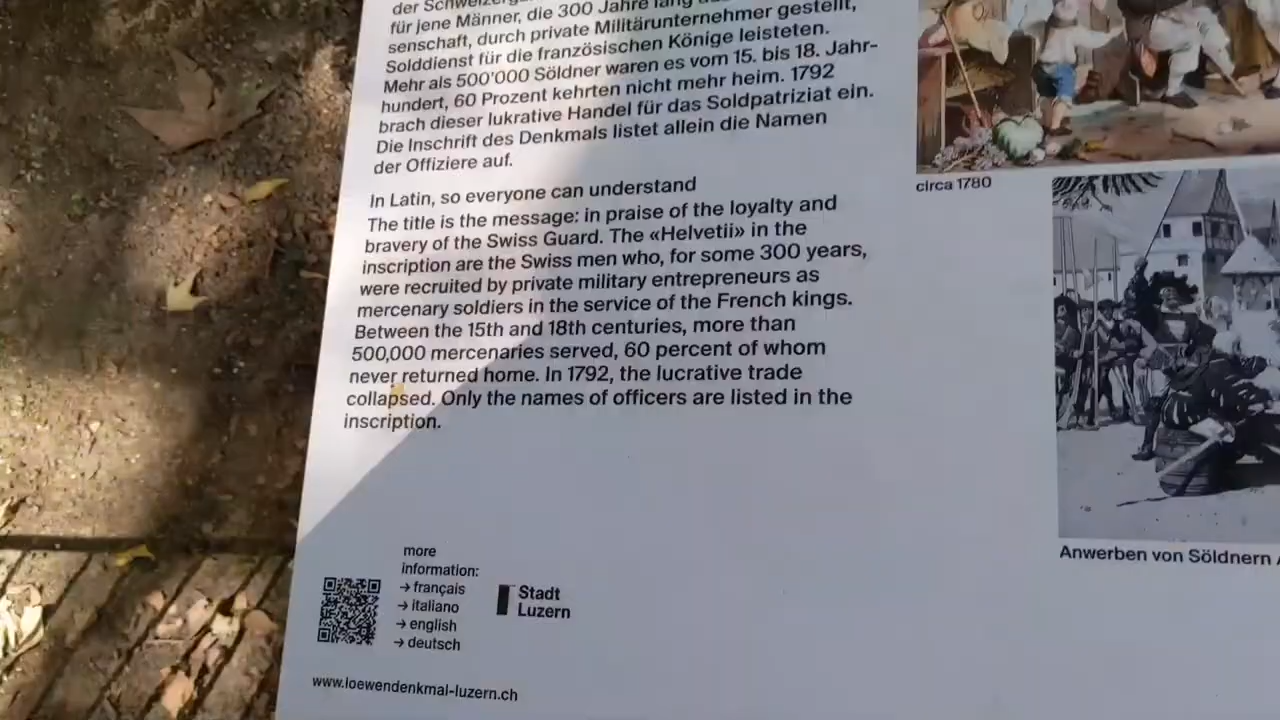 der Schweizer
für jene Männer, die 300 Jahre lang
senschaft, durch private Militärunternehmer gestellt,
Solddienst für die französischen Könige leisteten.
Mehr als 500'000 Söldner waren es vom 15. bis 18. Jahr-
hundert, 60 Prozent kehrten nicht mehr heim. 1792
brach dieser lukrative Handel für das Soldpatriziat ein.
Die Inschrift des Denkmals listet allein die Namen
der Offiziere auf.
In Latin, so everyone can understand
The title is the message: in praise of the loyalty and
bravery of the Swiss Guard. The «Helvetii» in the
inscription are the Swiss men who, for some 300 years,
were recruited by private military entrepreneurs as
mercenary soldiers in the service of the French kings.
Between the 15th and 18th centuries, more than
500,000 mercenaries served, 60 percent of whom
never returned home. In 1792, the lucrative trade
collapsed. Only the names of officers are listed in the
inscription.
circa 1780
Anwerben von Söldnern
more
information:
→ français
→ italiano
→ english
→ deutsch
Stadt
Luzern
www.loewendenkmal-luzern.ch